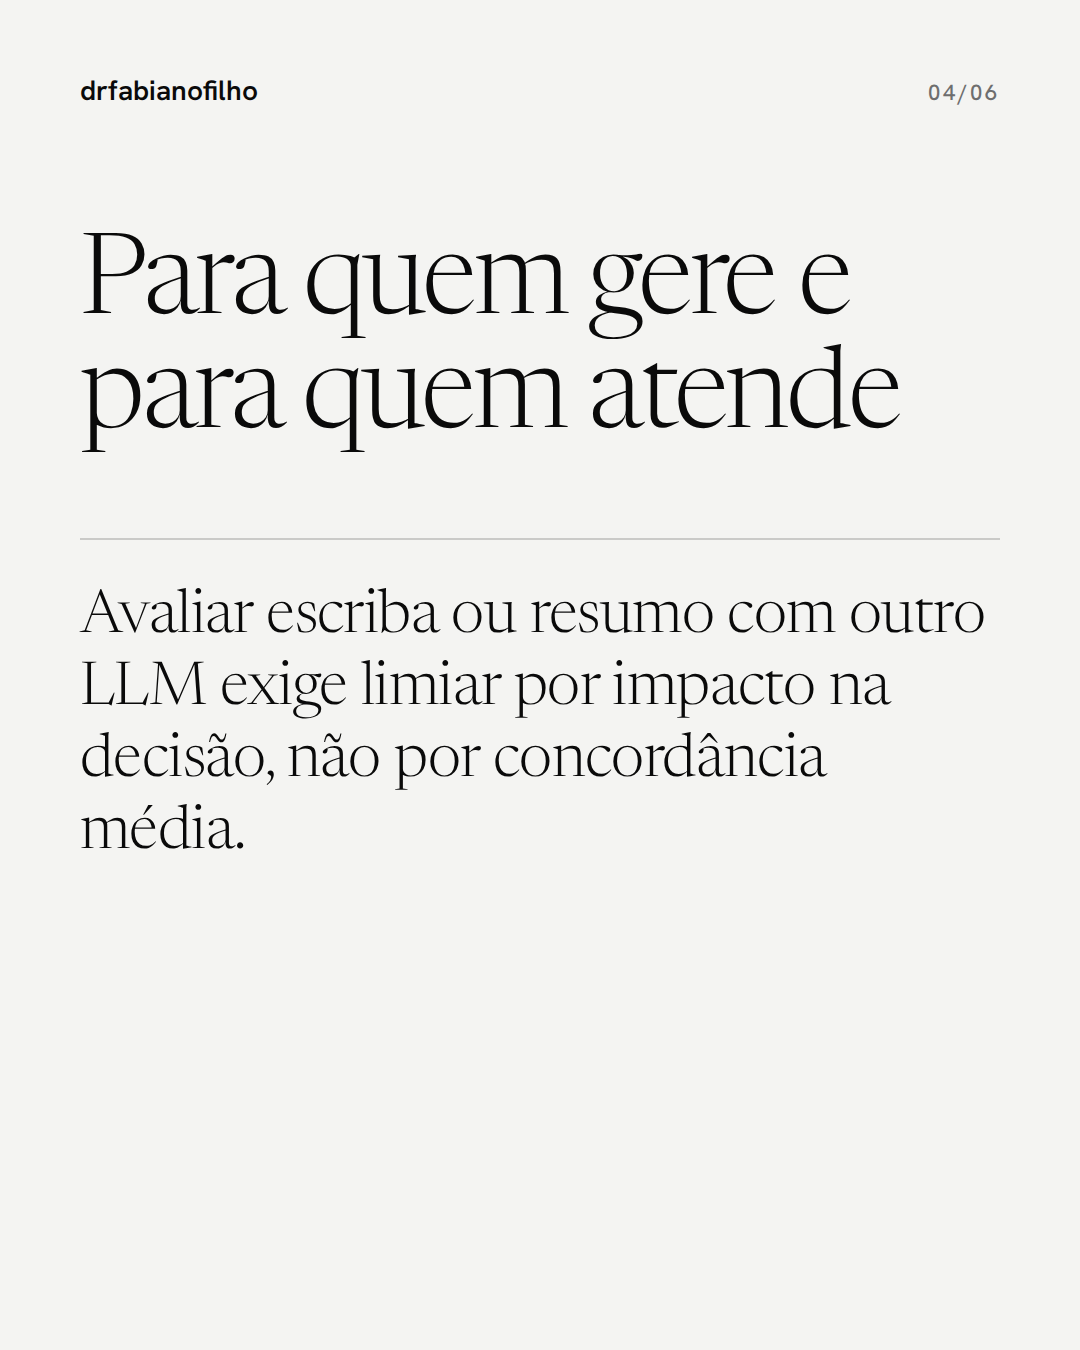 drfabianofilho
04/06
Para quem gere e
para quem atende
Avaliar escriba ou resumo com outro
LLM exige limiar por impacto na
decisão, não por concordância
média.